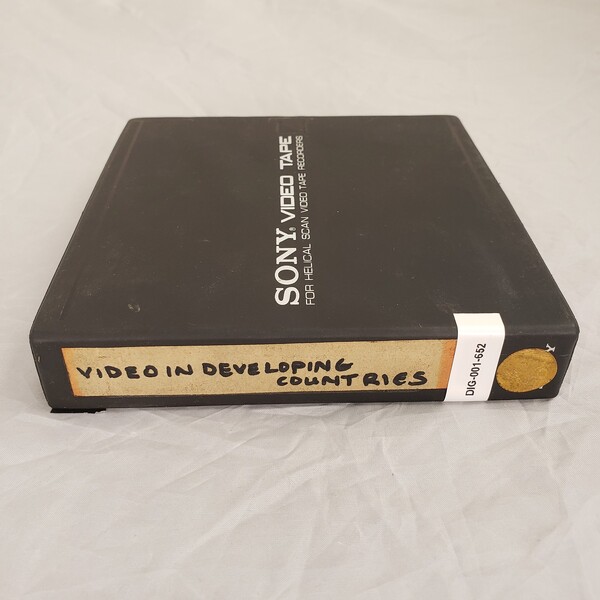 SONY® VIDEO TAPE
FOR HELICAL SCAN VIDEO TAPE RECORDERS
VIDEO IN DEVELOPING
COUNTRIES
DIG-001-652
Y